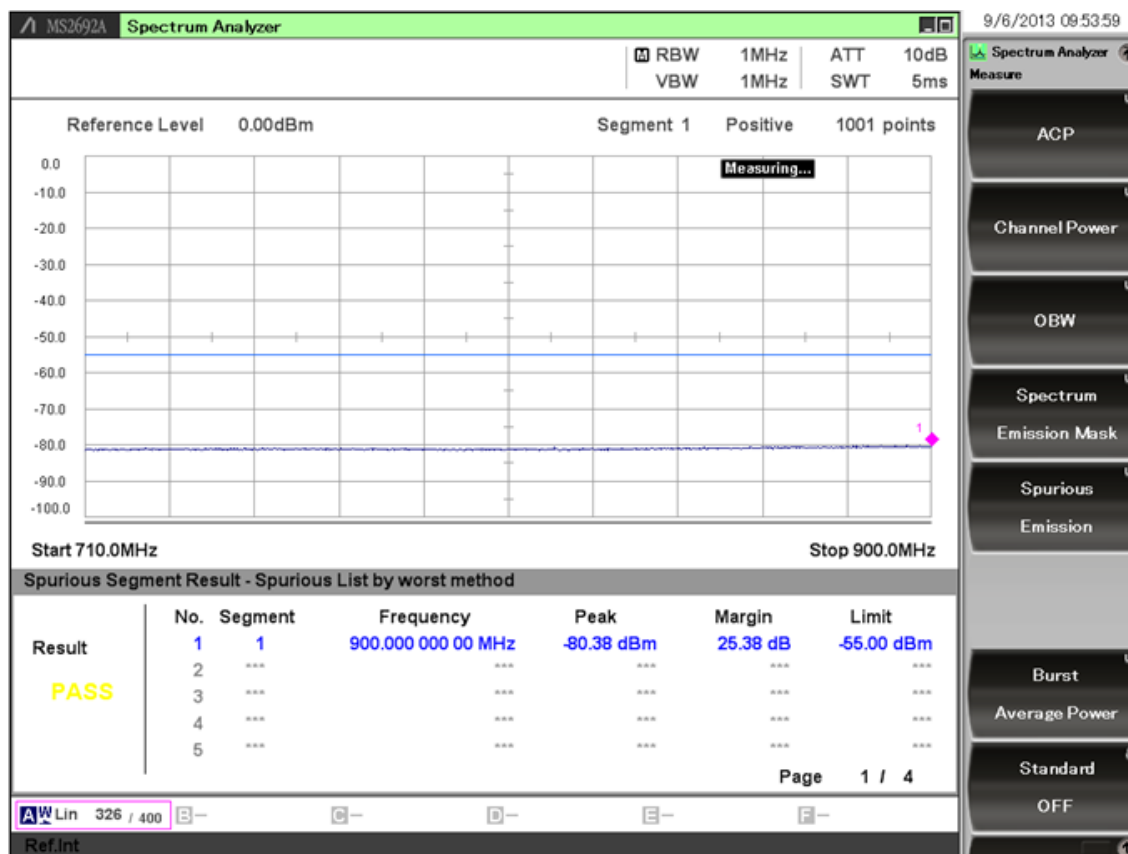 MS2692A Spectrum Analyzer
9/6/2013 09:53:59
RBW 1MHz ATT 10dB
VBW 1MHz SWT 5ms
Reference Level 0.00dBm Segment 1 Positive 1001 points
Measuring...
0.0
-10.0
-20.0
-30.0
-40.0
-50.0
-60.0
-70.0
-80.0
-90.0
-100.0
1
Start 710.0MHz Stop 900.0MHz
Spurious Segment Result - Spurious List by worst method
No. Segment Frequency Peak Margin Limit
Result
PASS
1 1 900.000 000 00 MHz -80.38 dBm 25.38 dB -55.00 dBm
2 *** *** *** *** ***
3 *** *** *** *** ***
4 *** *** *** *** ***
5 *** *** *** *** ***
Page 1 / 4
A W Lin 326 / 400 B - C - D - E - F -
Ref.Int
Spectrum Analyzer
Measure
ACP
Channel Power
OBW
Spectrum
Emission Mask
Spurious
Emission
Burst
Average Power
Standard
OFF